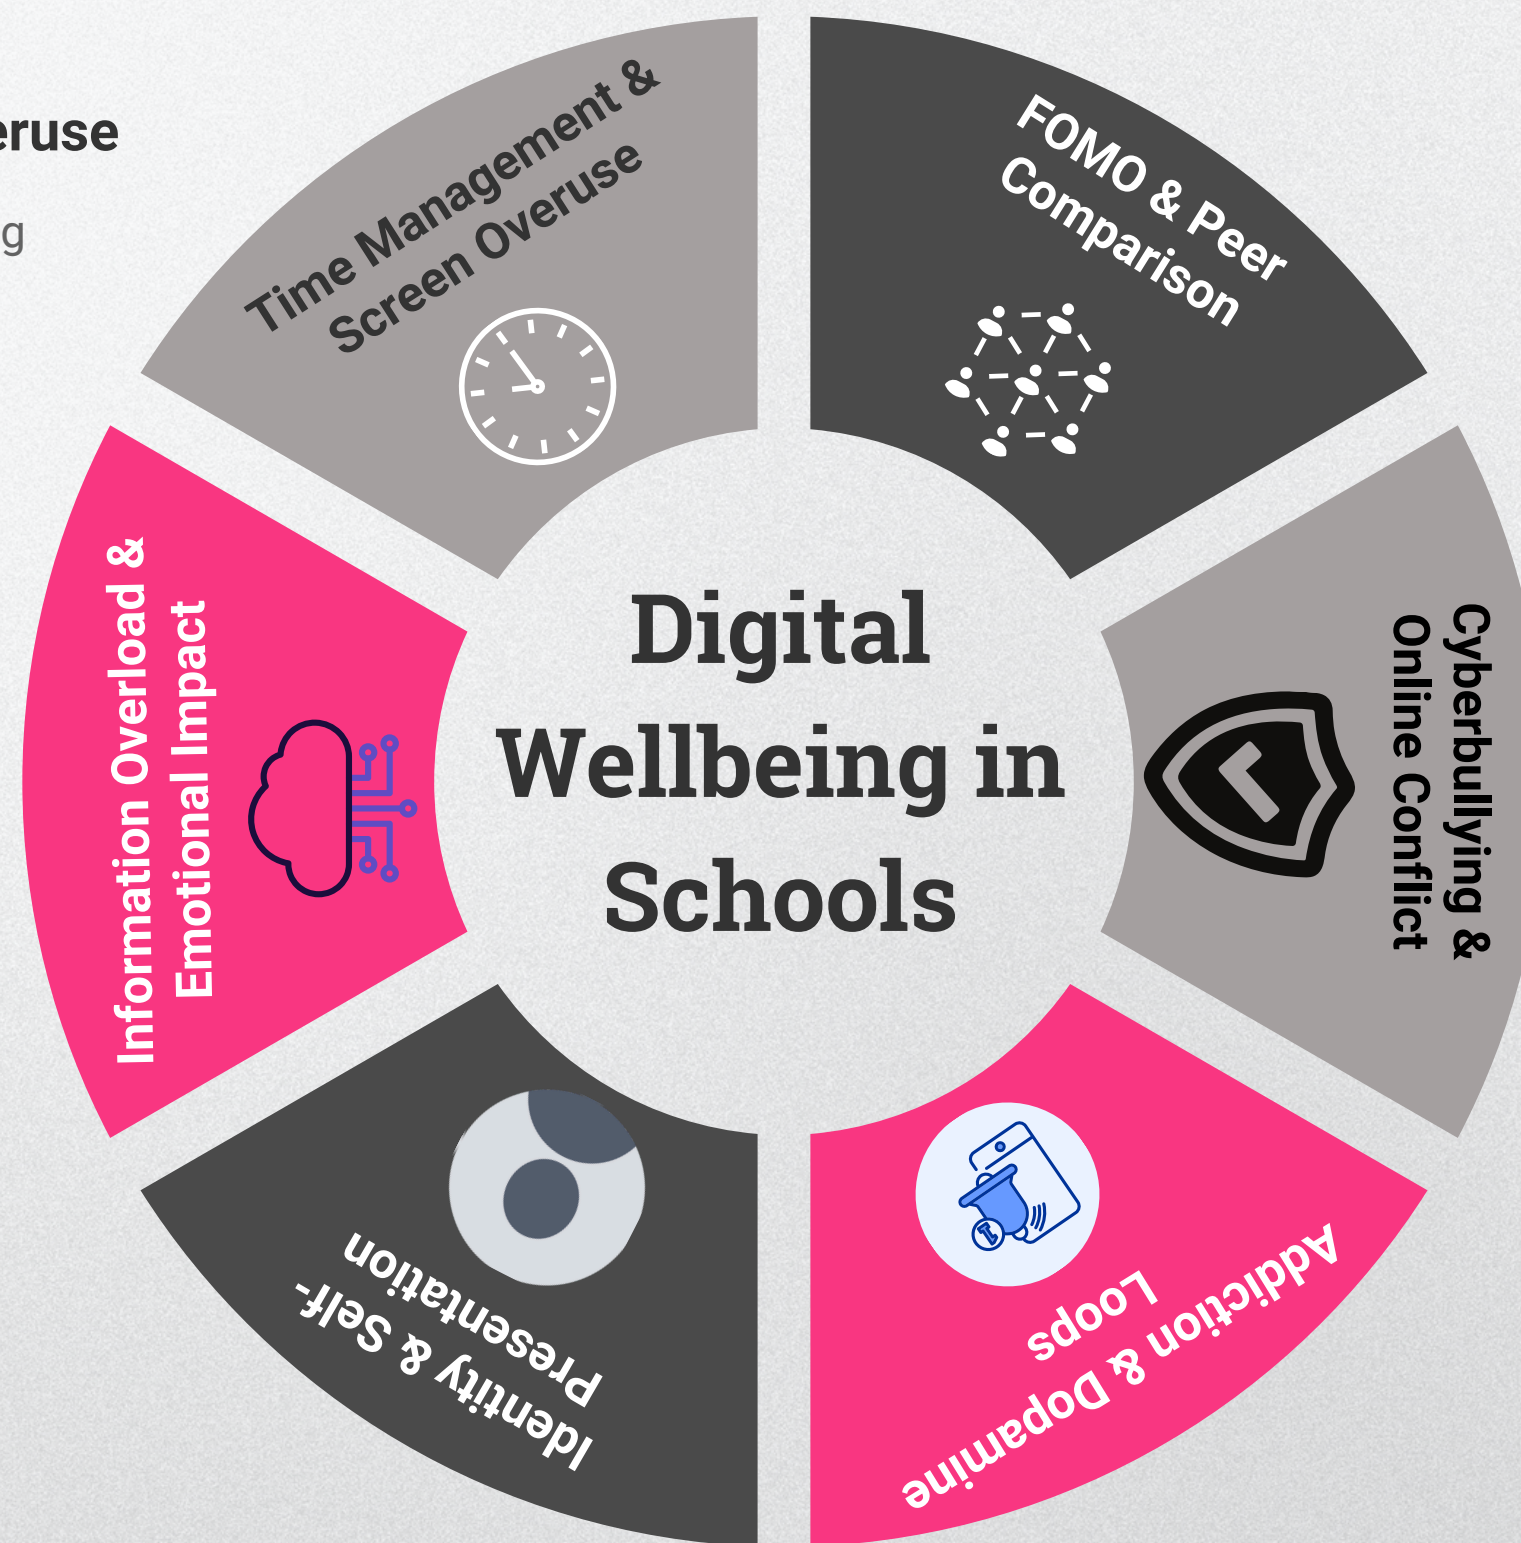 eruse
g
Time Management &
Screen Overuse
FOMO & Peer
Comparison
Cyberbullying &
Online Conflict
Addiction & Dopamine
Loops
Identity & Self-
Presentation
Information Overload &
Emotional Impact
Digital
Wellbeing in
Schools